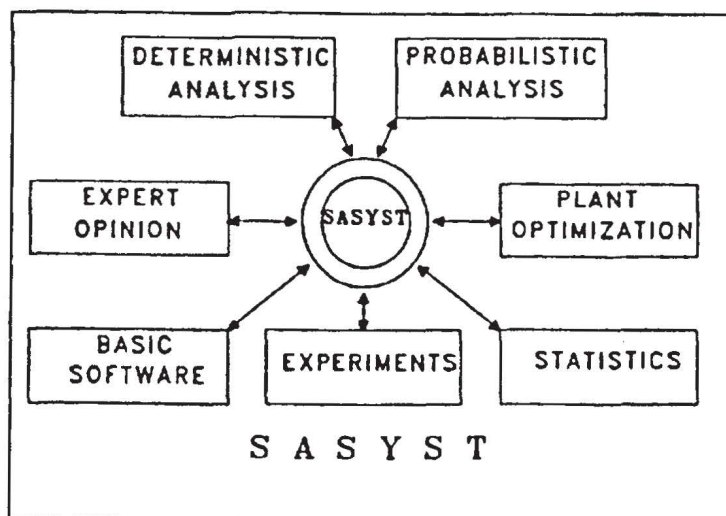 DETERMINISTIC
ANALYSIS
PROBABILISTIC
ANALYSIS
EXPERT
OPINION
SASYST
PLANT
OPTIMIZATION
BASIC
SOFTWARE
EXPERIMENTS
STATISTICS
S A S Y S T